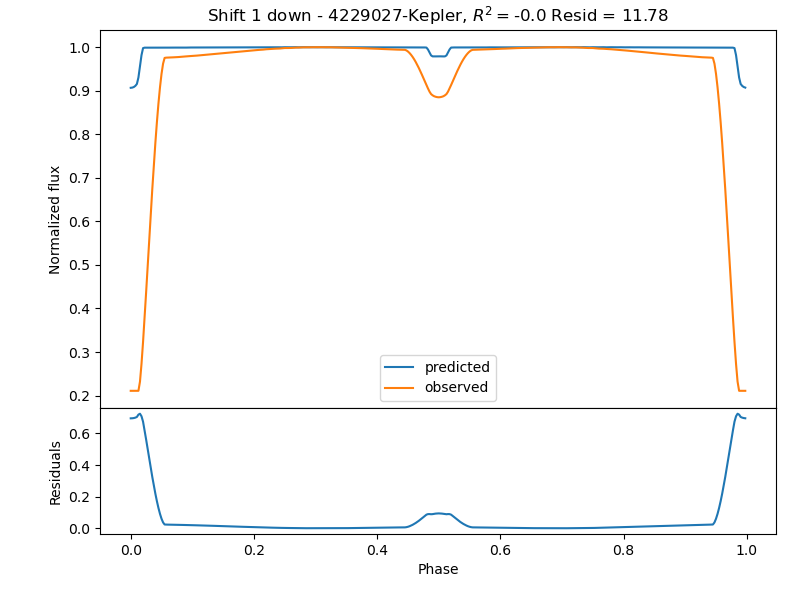 Shift 1 down - 4229027-Kepler, R² = -0.0 Resid = 11.78
Normalized flux
1.0
0.9
0.8
0.7
0.6
0.5
0.4
0.3
0.2
predicted
observed
Residuals
0.6
0.4
0.2
0.0
0.0 0.2 0.4 0.6 0.8 1.0
Phase